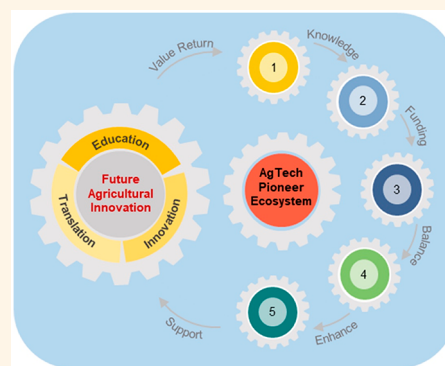 Value Return
Knowledge
Funding
Balance
Enhance
Support
Education
Translation
Innovation
Future
Agricultural
Innovation
AgTech
Pioneer
Ecosystem
1
2
3
4
5